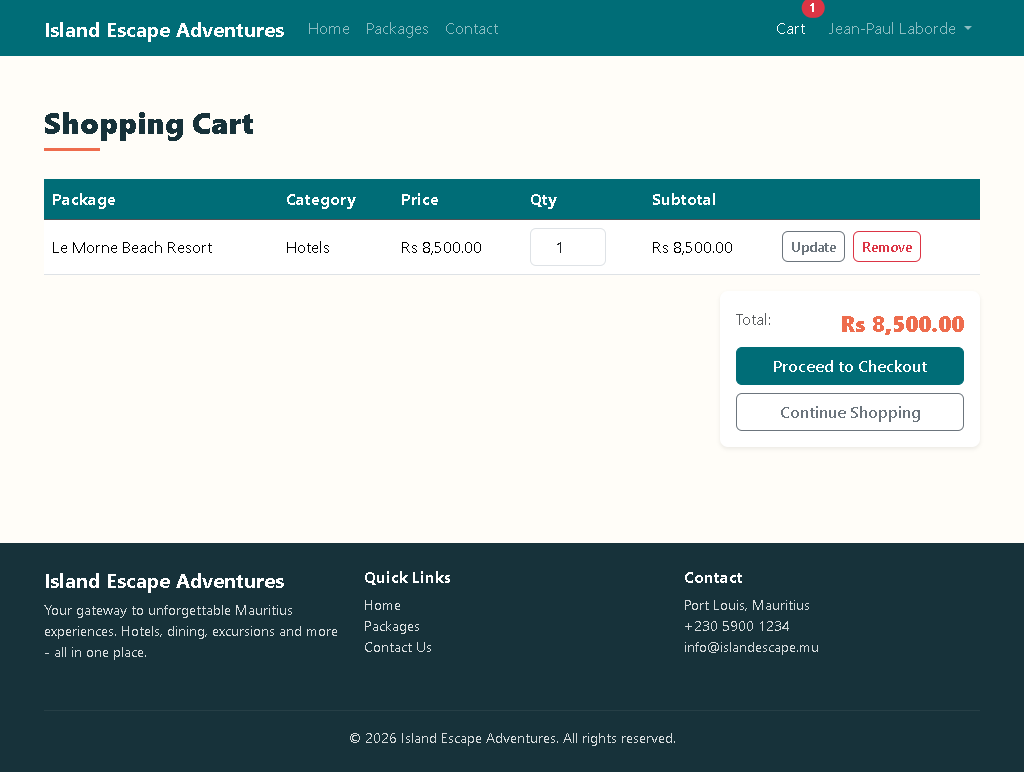 Island Escape Adventures Home Packages Contact Cart 1 Jean-Paul Laborde
Shopping Cart
Package Category Price Qty Subtotal
Le Morne Beach Resort Hotels Rs 8,500.00 1 Rs 8,500.00 Update Remove
Total: Rs 8,500.00
Proceed to Checkout
Continue Shopping
Island Escape Adventures
Your gateway to unforgettable Mauritius
experiences. Hotels, dining, excursions and more
- all in one place.
Quick Links
Home
Packages
Contact Us
Contact
Port Louis, Mauritius
+230 5900 1234
info@islandescape.mu
© 2026 Island Escape Adventures. All rights reserved.